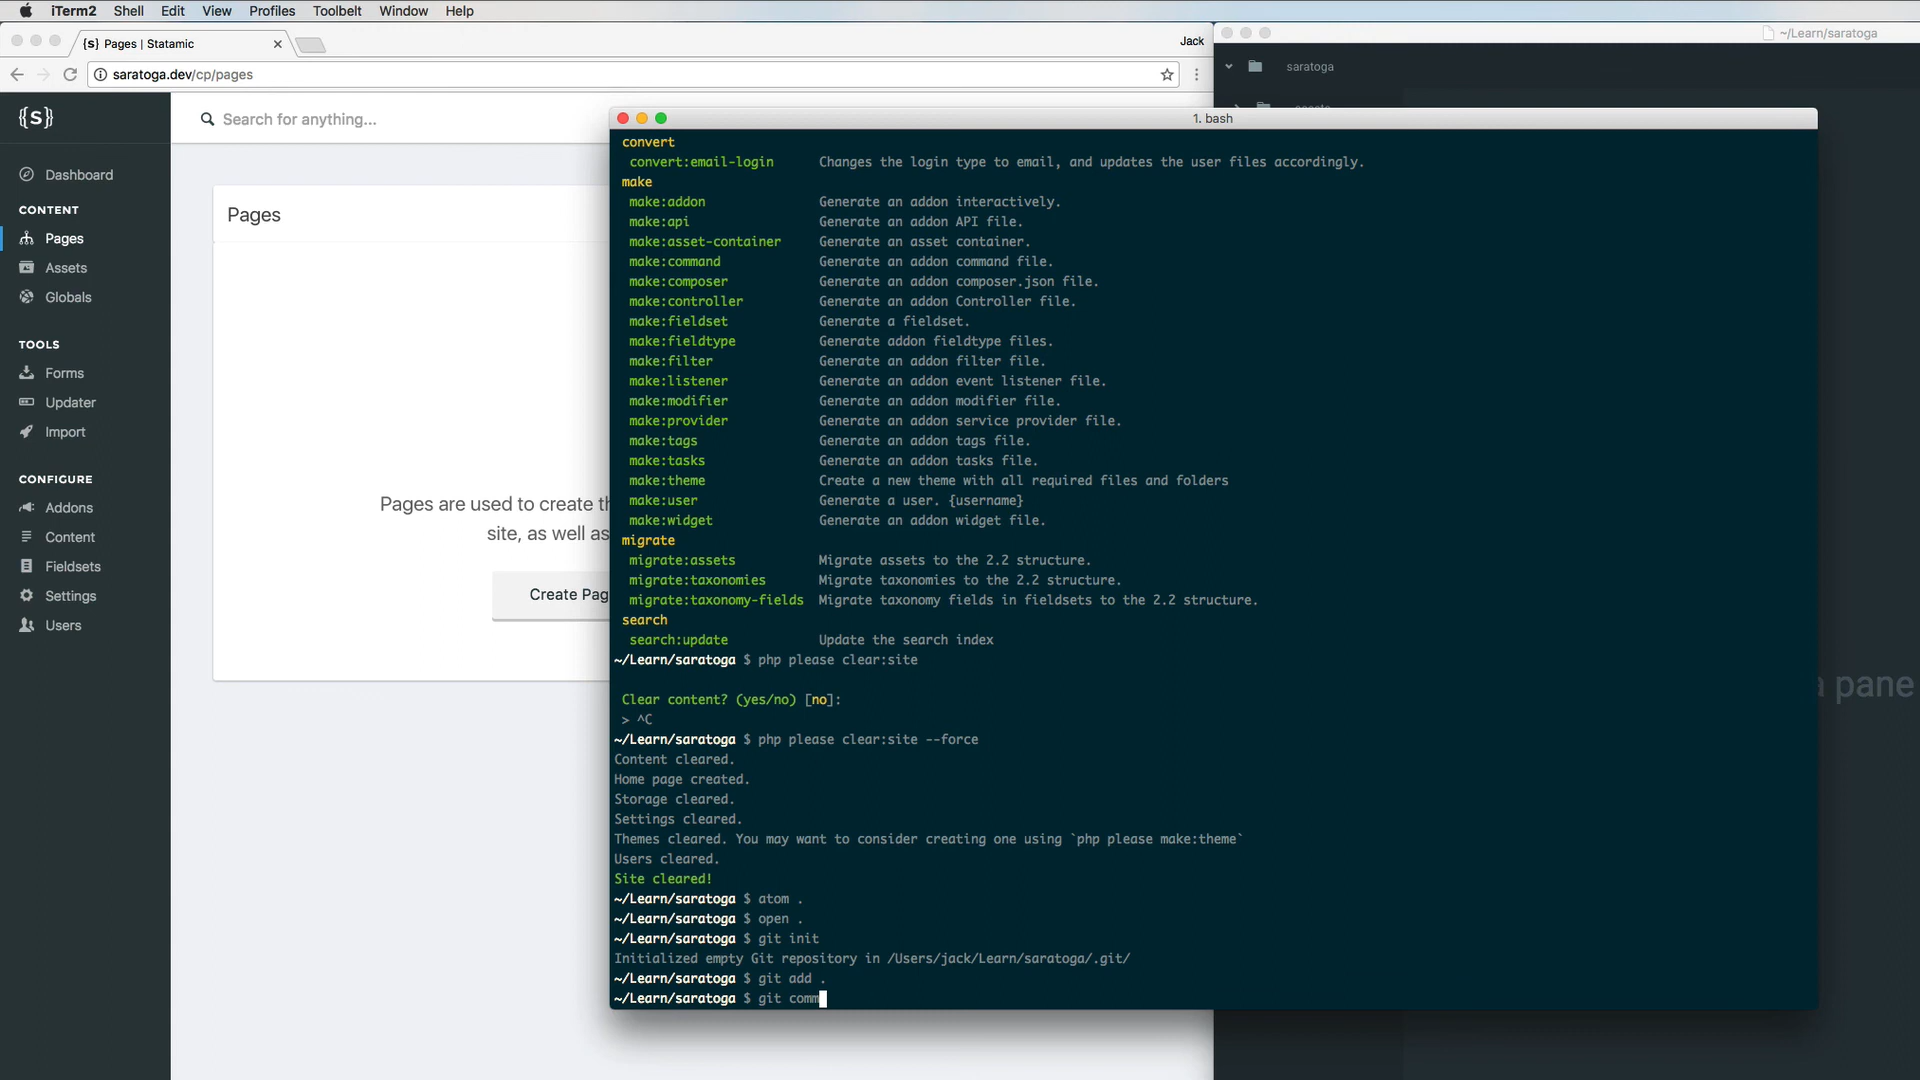 iTerm2 Shell Edit View Profiles Toolbelt Window Help
{s} Pages | Statamic
Jack
saratoga.dev/cp/pages
~/Learn/saratoga
saratoga
assets
{{s}}
Search for anything...
Dashboard
CONTENT
Pages
Assets
Globals
TOOLS
Forms
Updater
Import
CONFIGURE
Addons
Content
Fieldsets
Settings
Users
Pages
Pages are used to create th
site, as well as
Create Pag
1. bash
convert
convert:email-login Changes the login type to email, and updates the user files accordingly.
make
make:addon Generate an addon interactively.
make:api Generate an addon API file.
make:asset-container Generate an asset container.
make:command Generate an addon command file.
make:composer Generate an addon composer.json file.
make:controller Generate an addon Controller file.
make:fieldset Generate a fieldset.
make:fieldtype Generate addon fieldtype files.
make:filter Generate an addon filter file.
make:listener Generate an addon event listener file.
make:modifier Generate an addon modifier file.
make:provider Generate an addon service provider file.
make:tags Generate an addon tags file.
make:tasks Generate an addon tasks file.
make:theme Create a new theme with all required files and folders
make:user Generate a user. {username}
make:widget Generate an addon widget file.
migrate
migrate:assets Migrate assets to the 2.2 structure.
migrate:taxonomies Migrate taxonomies to the 2.2 structure.
migrate:taxonomy-fields Migrate taxonomy fields in fieldsets to the 2.2 structure.
search
search:update Update the search index
~/Learn/saratoga $ php please clear:site
Clear content? (yes/no) [no]:
> ^C
~/Learn/saratoga $ php please clear:site --force
Content cleared.
Home page created.
Storage cleared.
Settings cleared.
Themes cleared. You may want to consider creating one using `php please make:theme`
Users cleared.
Site cleared!
~/Learn/saratoga $ atom .
~/Learn/saratoga $ open .
~/Learn/saratoga $ git init
Initialized empty Git repository in /Users/jack/Learn/saratoga/.git/
~/Learn/saratoga $ git add .
~/Learn/saratoga $ git comm
a pane